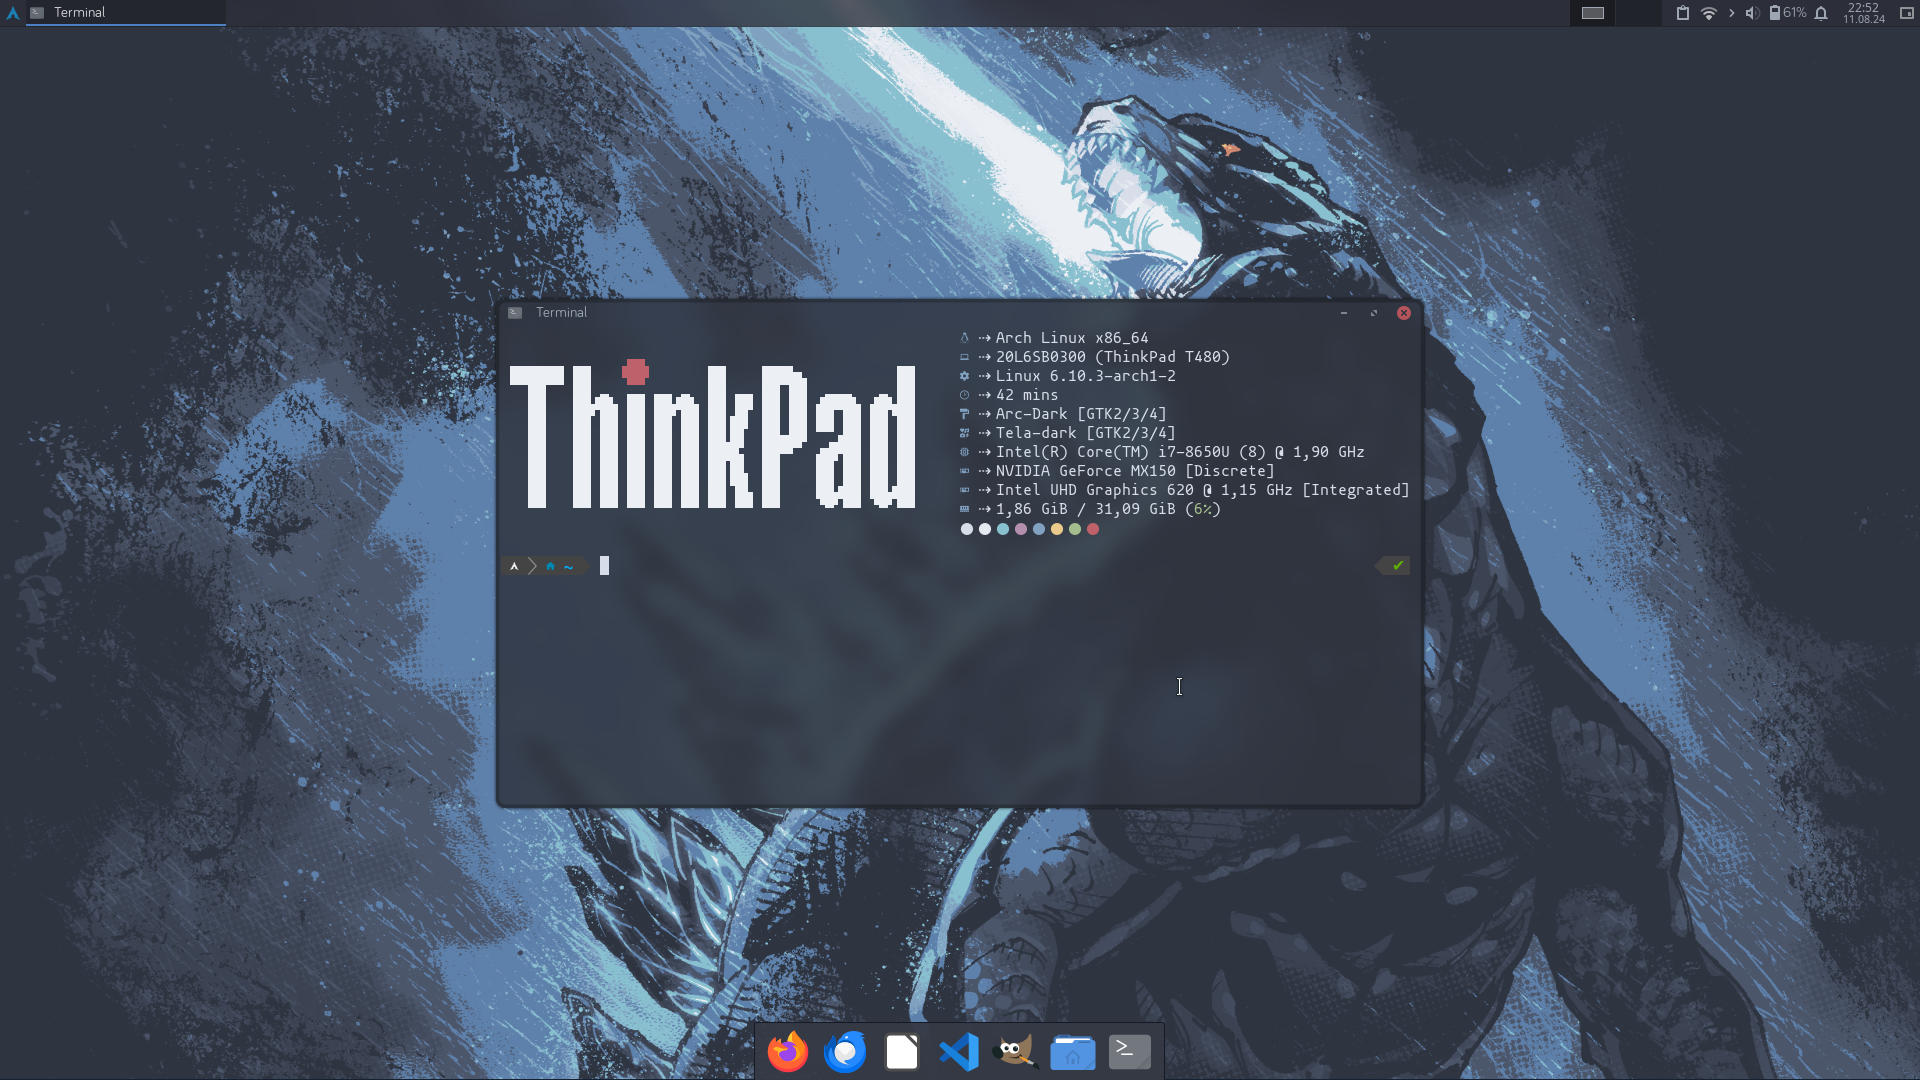 Terminal
61%
22:52
11.08.24
Terminal
ThinkPad
Arch Linux x86_64
20L6SB0300 (ThinkPad T480)
Linux 6.10.3-arch1-2
42 mins
Arc-Dark [GTK2/3/4]
Tela-dark [GTK2/3/4]
Intel(R) Core(TM) i7-8650U (8) @ 1,90 GHz
NVIDIA GeForce MX150 [Discrete]
Intel UHD Graphics 620 @ 1,15 GHz [Integrated]
1,86 GiB / 31,09 GiB (6%)
~